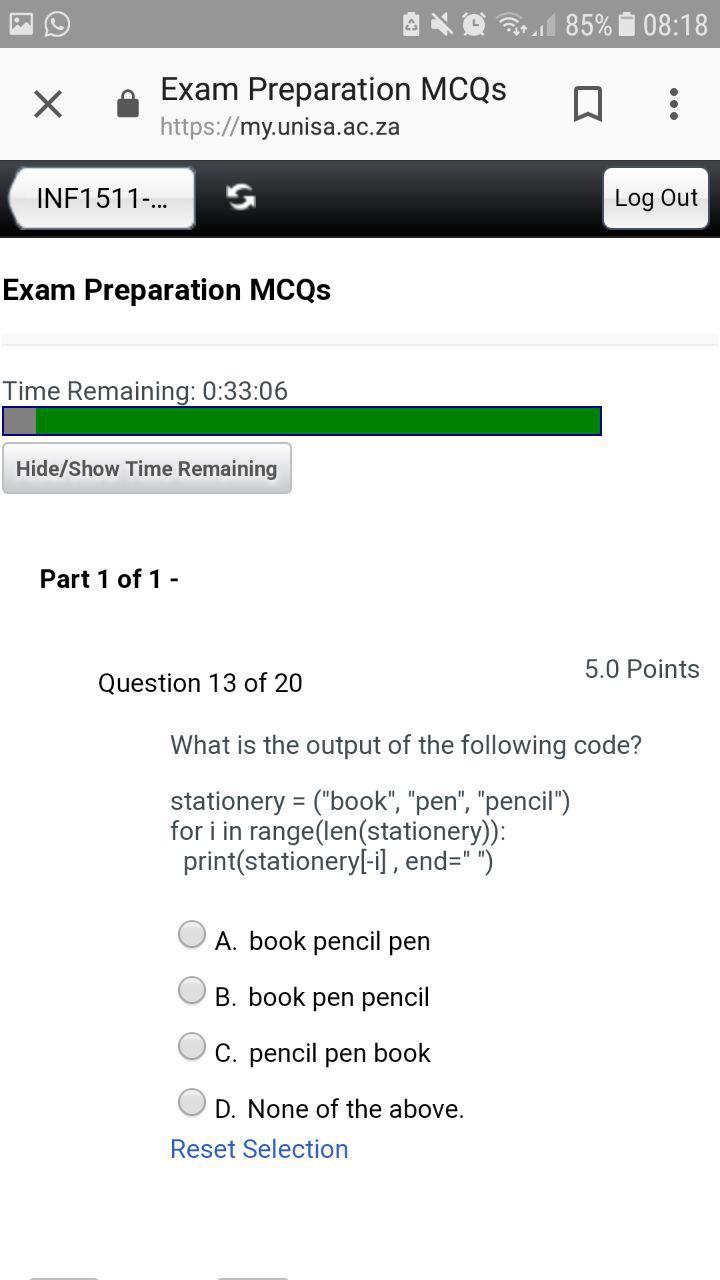 85% 08:18
Exam Preparation MCQs
https://my.unisa.ac.za
INF1511-...
Log Out
Exam Preparation MCQs
Time Remaining: 0:33:06
Hide/Show Time Remaining
Part 1 of 1 -
Question 13 of 20
5.0 Points
What is the output of the following code?
stationery = ("book", "pen", "pencil")
for i in range(len(stationery)):
print(stationery[-i] , end=" ")
A. book pencil pen
B. book pen pencil
C. pencil pen book
D. None of the above.
Reset Selection